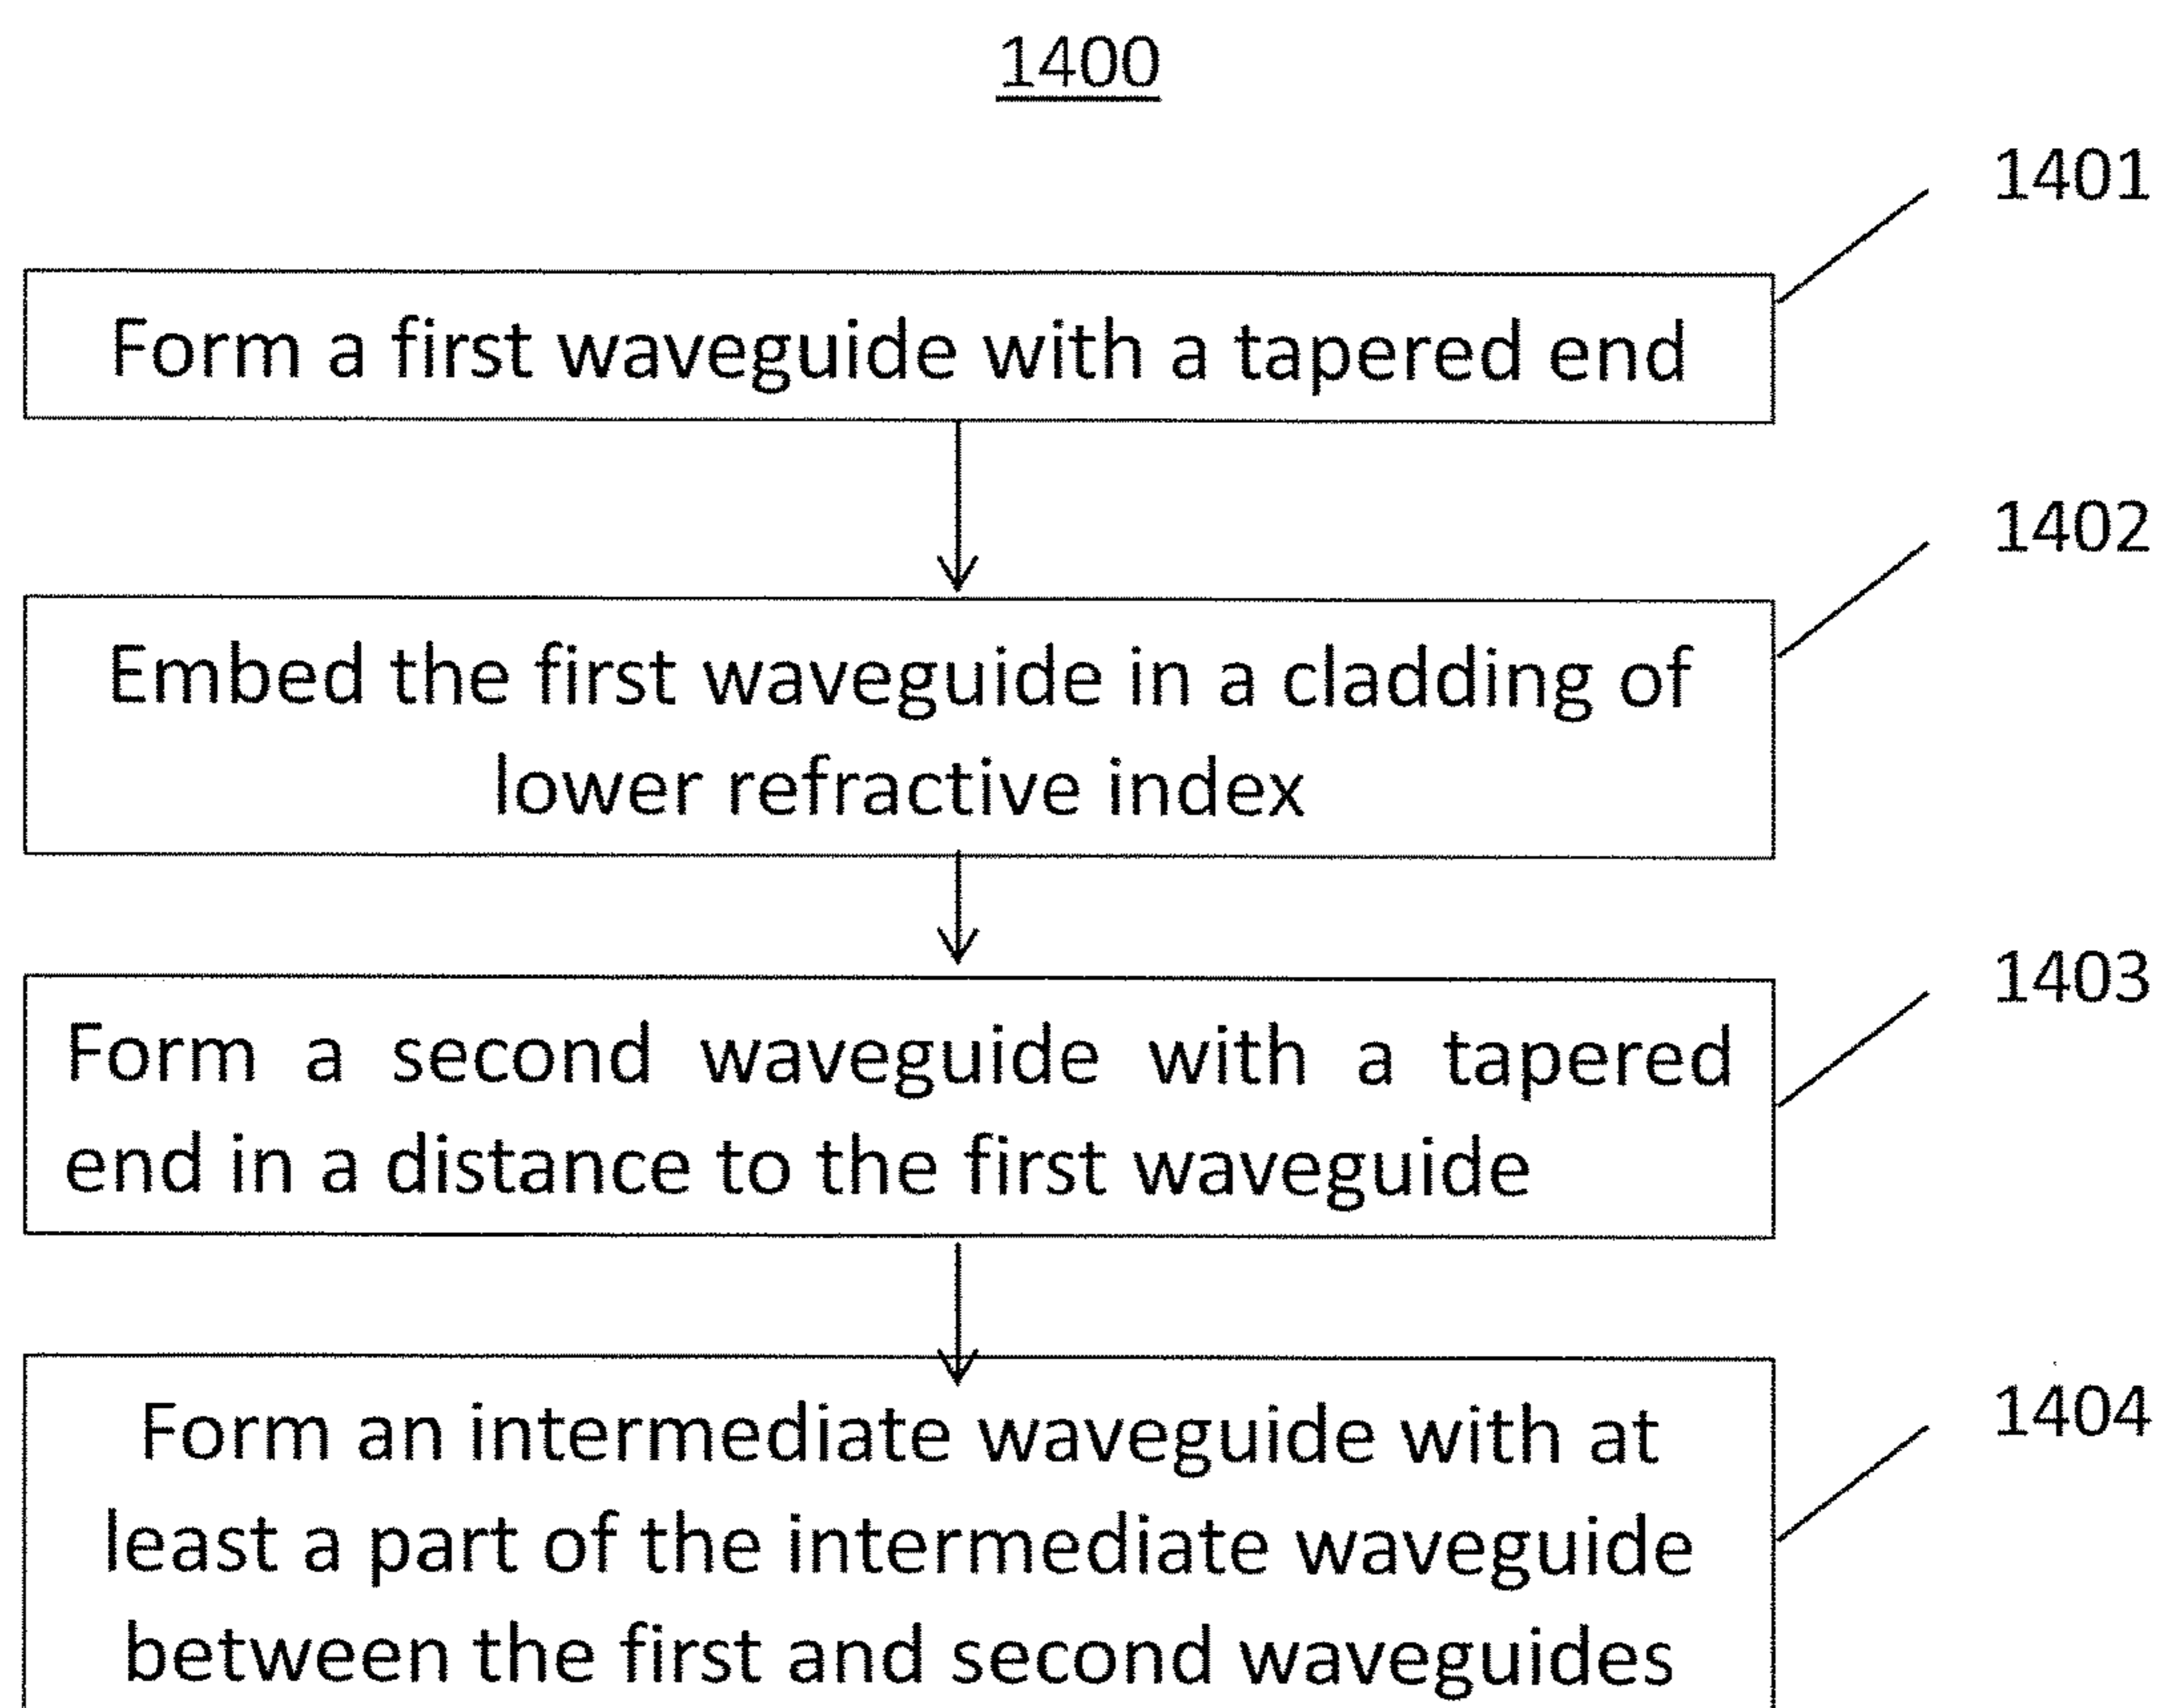 1400
1401
Form a first waveguide with a tapered end
1402
Embed the first waveguide in a cladding of
lower refractive index
1403
Form a second waveguide with a tapered
end in a distance to the first waveguide
1404
Form an intermediate waveguide with at
least a part of the intermediate waveguide
between the first and second waveguides